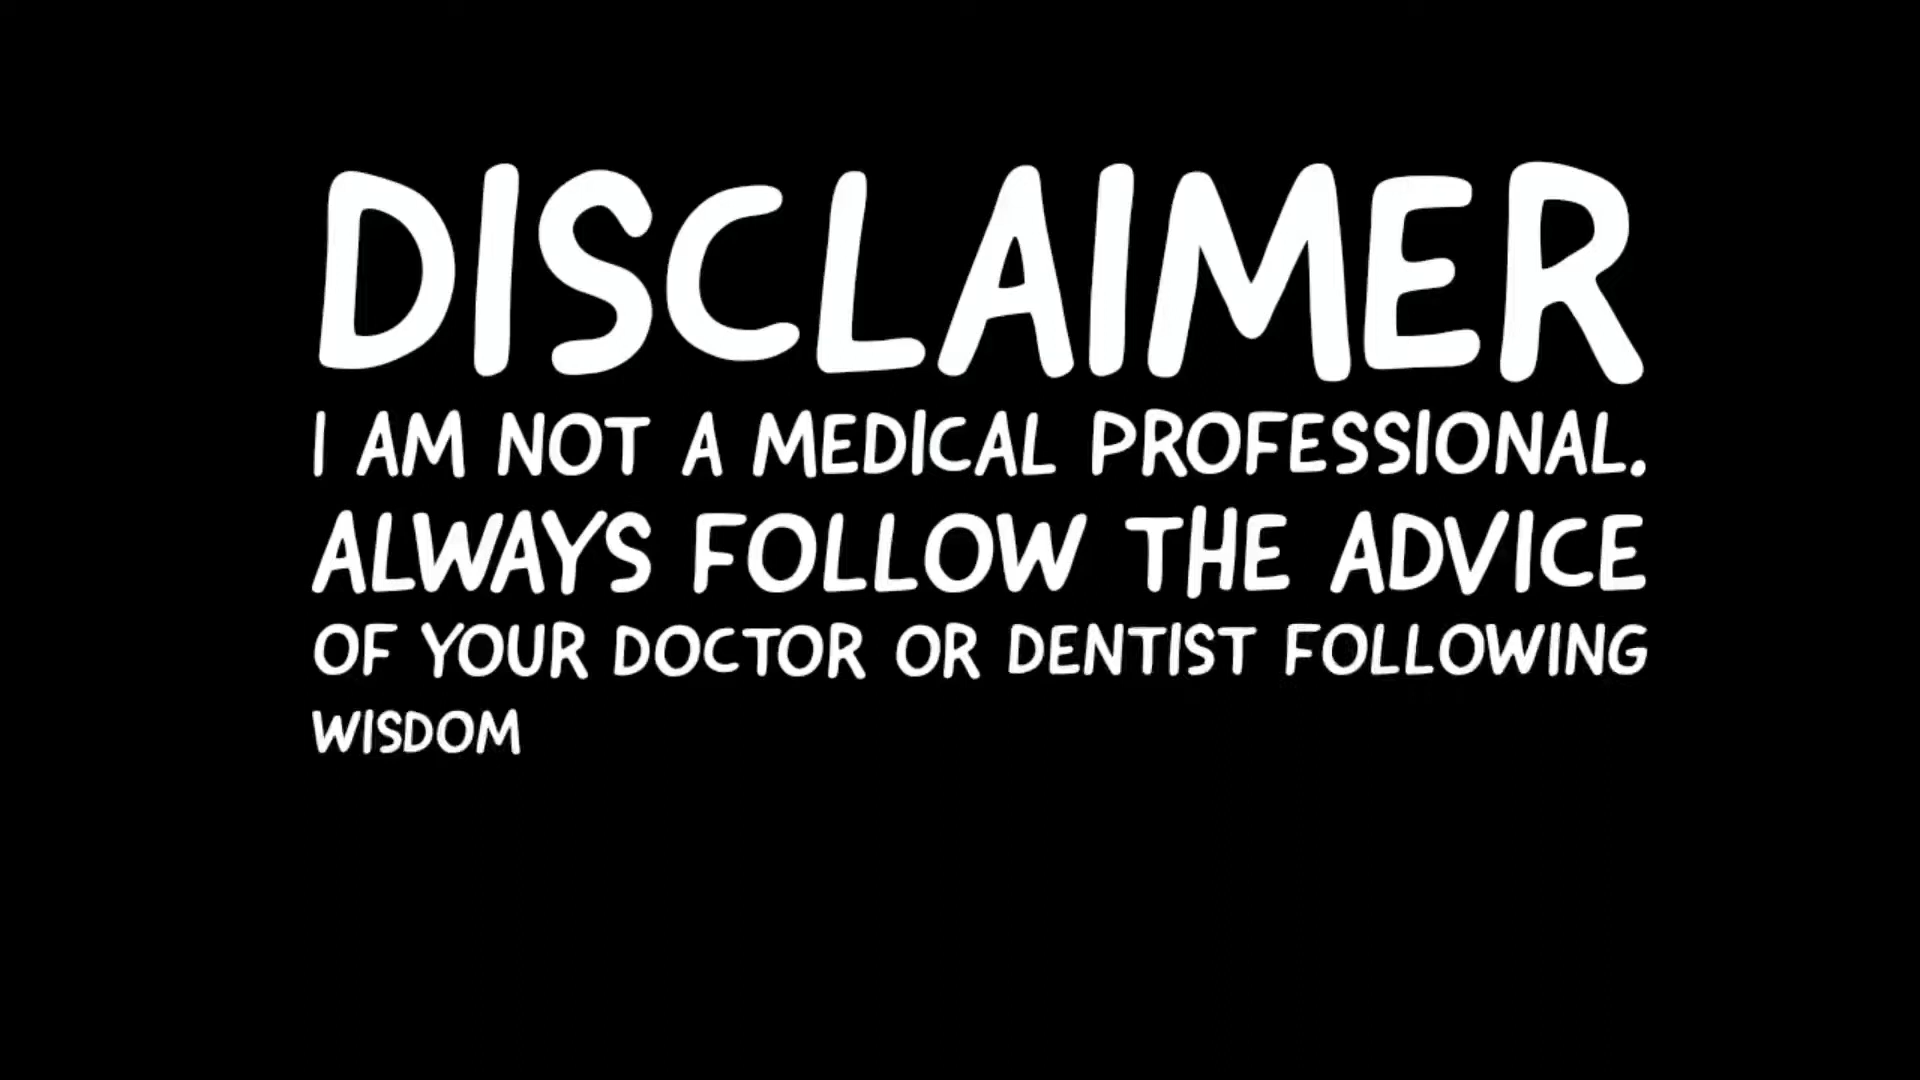 DISCLAIMER
I AM NOT A MEDICAL PROFESSIONAL.
ALWAYS FOLLOW THE ADVICE
OF YOUR DOCTOR OR DENTIST FOLLOWING
WISDOM